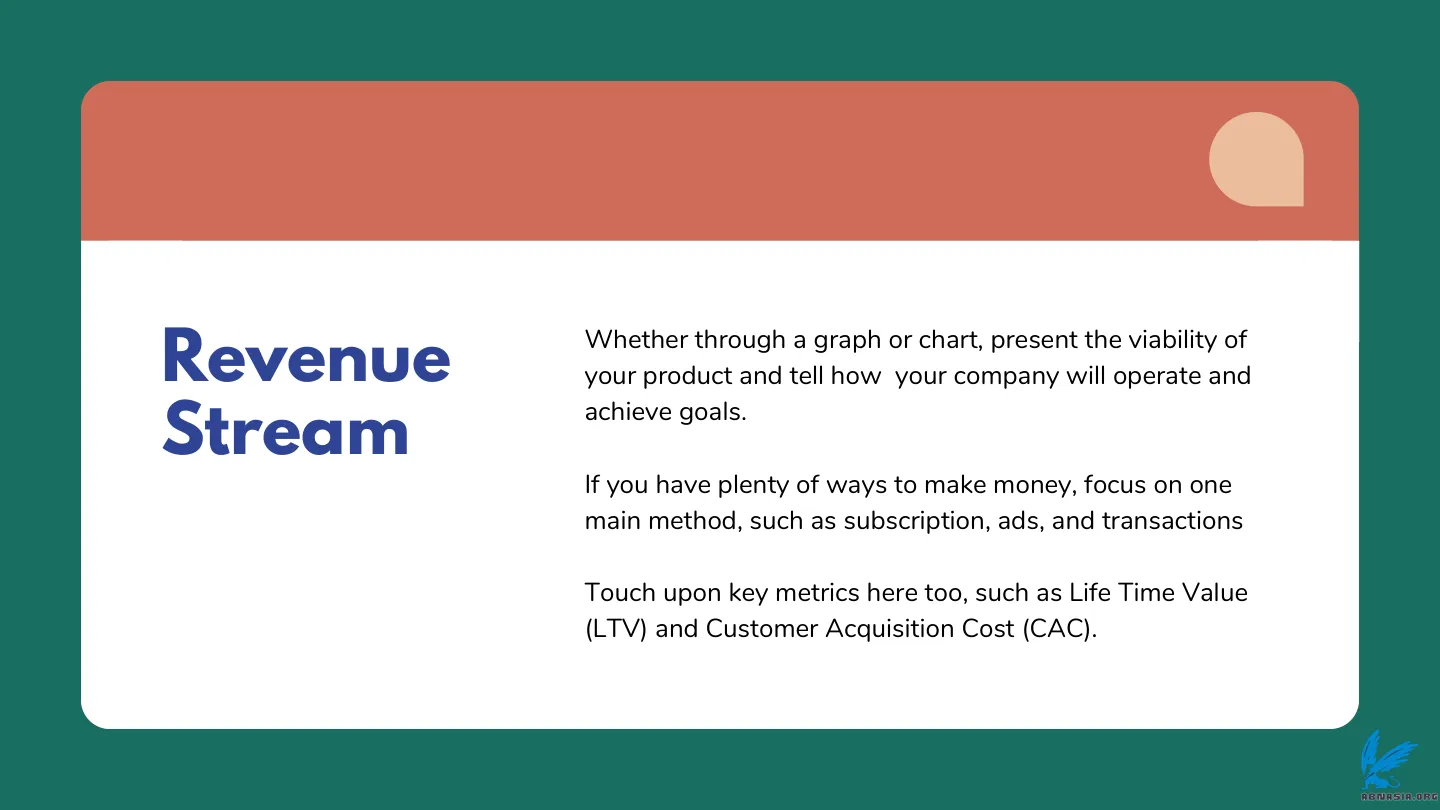 Revenue
Stream
Whether through a graph or chart, present the viability of
your product and tell how  your company will operate and
achieve goals.
If you have plenty of ways to make money, focus on one
main method, such as subscription, ads, and transactions
Touch upon key metrics here too, such as Life Time Value
(LTV) and Customer Acquisition Cost (CAC).
ABNASIA.ORG